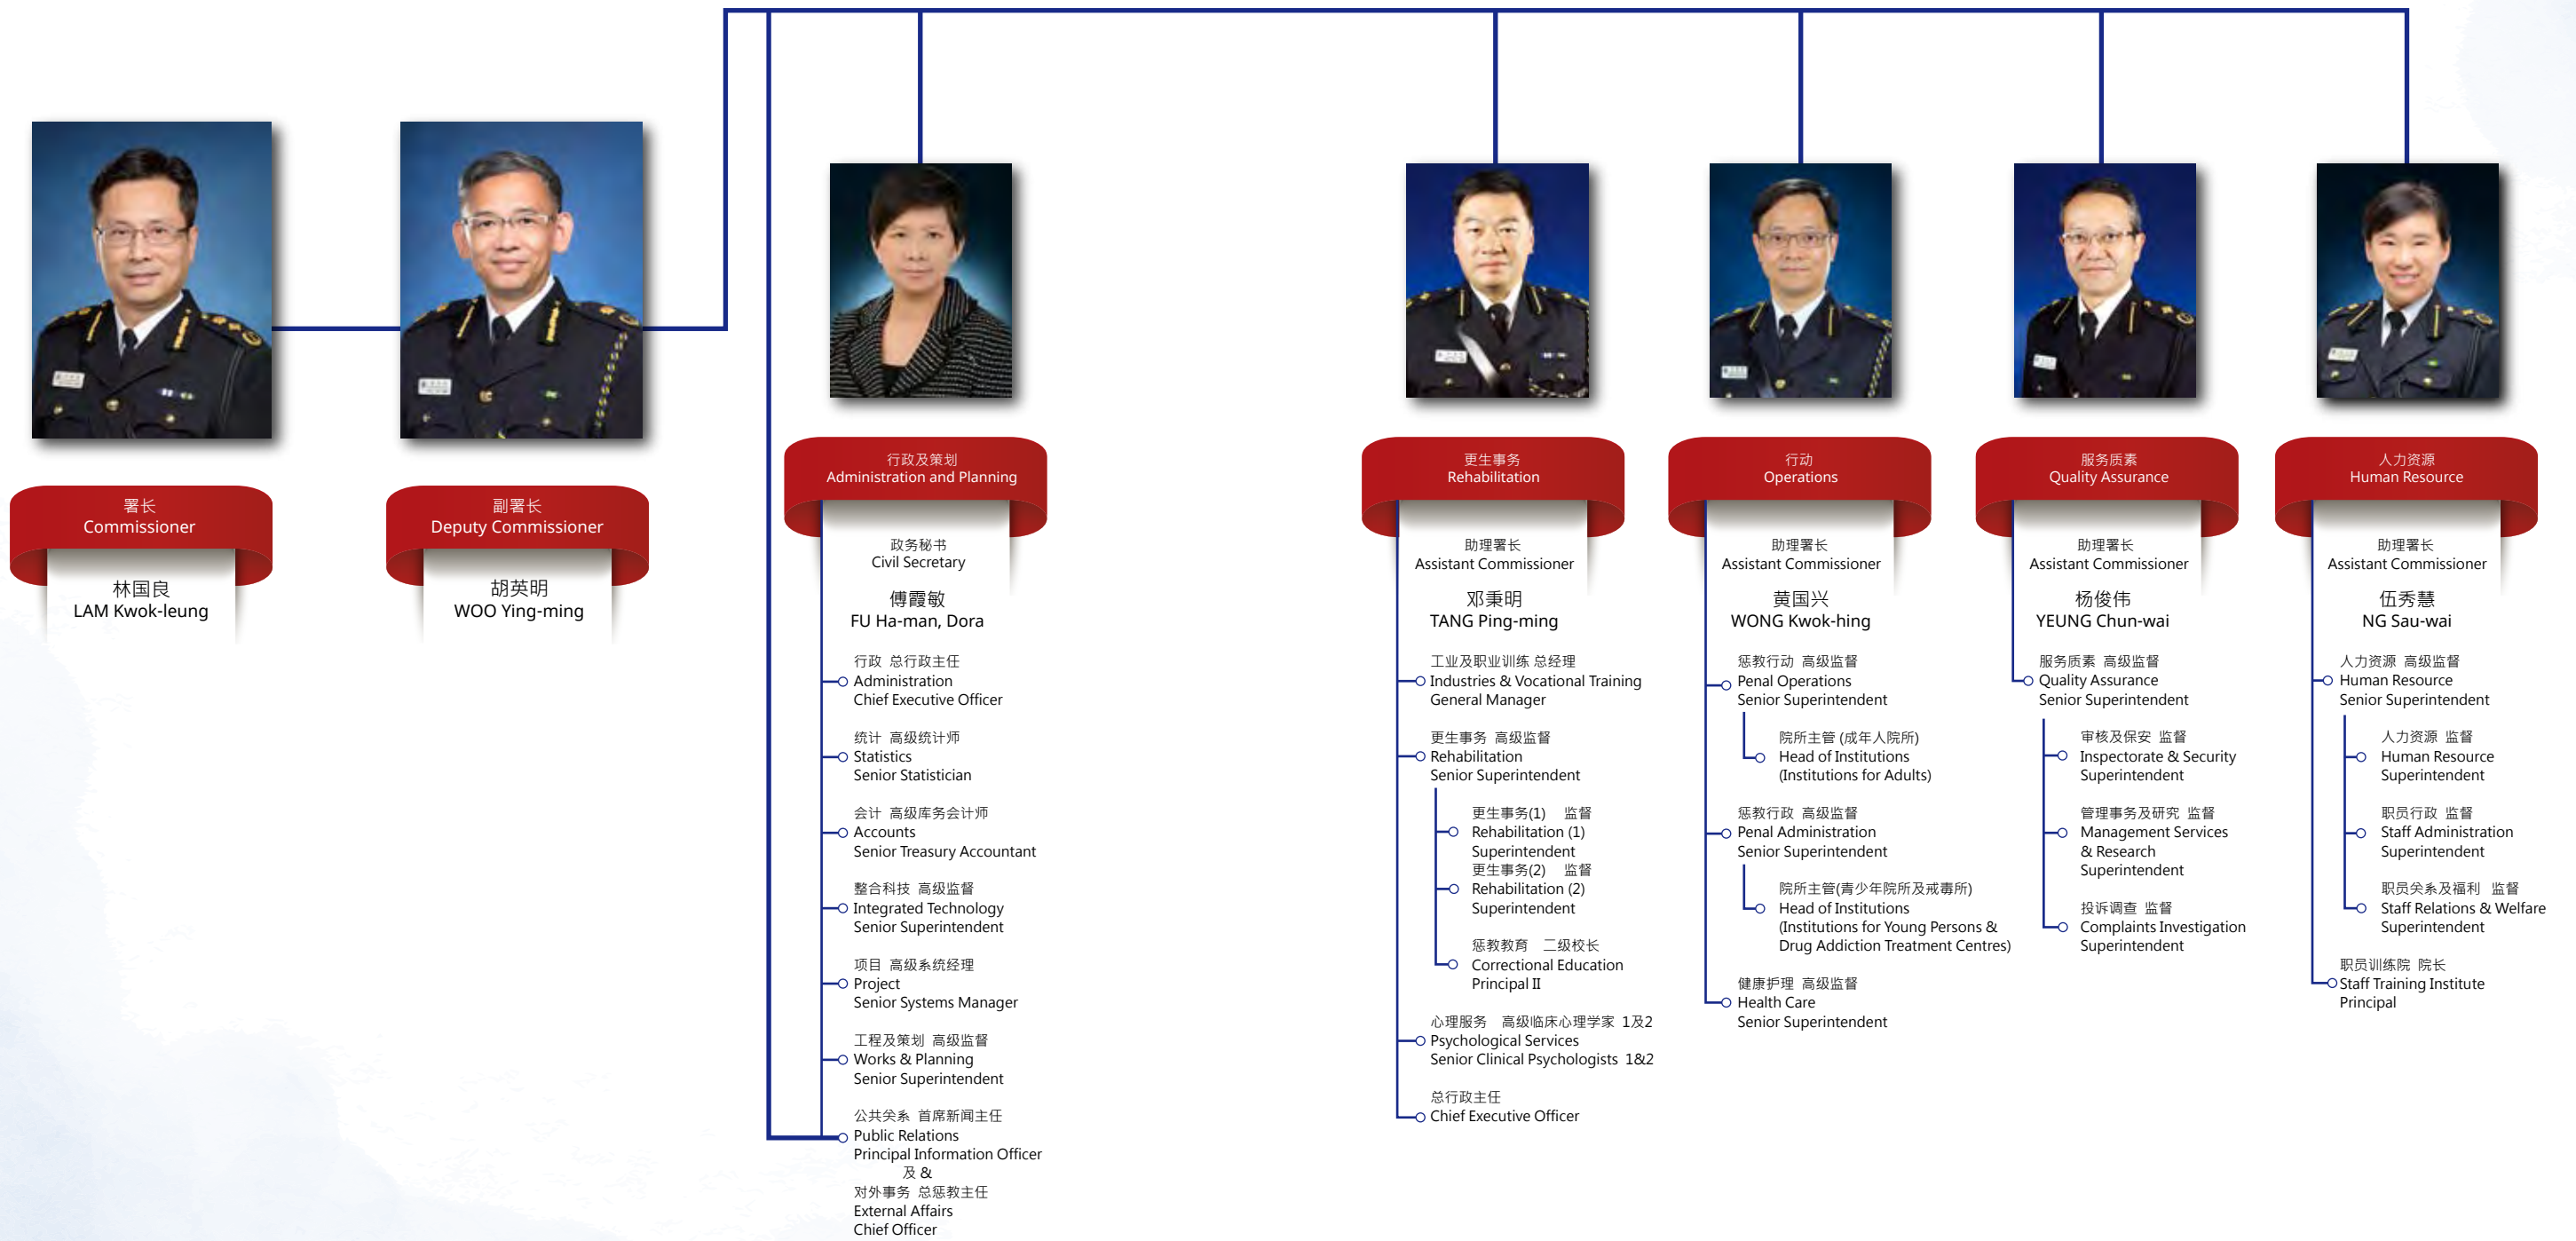 署长
Commissioner
林国良
LAM Kwok-leung
副署长
Deputy Commissioner
胡英明
WOO Ying-ming
行政及策划
Administration and Planning
政务秘书
Civil Secretary
傅霞敏
FU Ha-man, Dora
行政 总行政主任
Administration
Chief Executive Officer
统计 高级统计师
Statistics
Senior Statistician
会计 高级库务会计师
Accounts
Senior Treasury Accountant
整合科技 高级监督
Integrated Technology
Senior Superintendent
项目 高级系统经理
Project
Senior Systems Manager
工程及策划 高级监督
Works & Planning
Senior Superintendent
公共关系 首席新闻主任
Public Relations
Principal Information Officer
及 &
对外事务 总惩教主任
External Affairs
Chief Officer
更生事务
Rehabilitation
助理署长
Assistant Commissioner
邓秉明
TANG Ping-ming
工业及职业训练 总经理
Industries & Vocational Training
General Manager
更生事务 高级监督
Rehabilitation
Senior Superintendent
更生事务(1) 监督
Rehabilitation (1)
Superintendent
更生事务(2) 监督
Rehabilitation (2)
Superintendent
惩教教育 二级校长
Correctional Education
Principal II
心理服务 高级临床心理学家 1及2
Psychological Services
Senior Clinical Psychologists 1&2
总行政主任
Chief Executive Officer
行动
Operations
助理署长
Assistant Commissioner
黄国兴
WONG Kwok-hing
惩教行动 高级监督
Penal Operations
Senior Superintendent
院所主管 (成年人院所)
Head of Institutions
(Institutions for Adults)
惩教行政 高级监督
Penal Administration
Senior Superintendent
院所主管(青少年院所及戒毒所)
Head of Institutions
(Institutions for Young Persons &
Drug Addiction Treatment Centres)
健康护理 高级监督
Health Care
Senior Superintendent
服务质素
Quality Assurance
助理署长
Assistant Commissioner
杨俊伟
YEUNG Chun-wai
服务质素 高级监督
Quality Assurance
Senior Superintendent
审核及保安 监督
Inspectorate & Security
Superintendent
管理事务及研究 监督
Management Services
& Research
Superintendent
投诉调查 监督
Complaints Investigation
Superintendent
人力资源
Human Resource
助理署长
Assistant Commissioner
伍秀慧
NG Sau-wai
人力资源 高级监督
Human Resource
Senior Superintendent
人力资源 监督
Human Resource
Superintendent
职员行政 监督
Staff Administration
Superintendent
职员关系及福利 监督
Staff Relations & Welfare
Superintendent
职员训练院 院长
Staff Training Institute
Principal